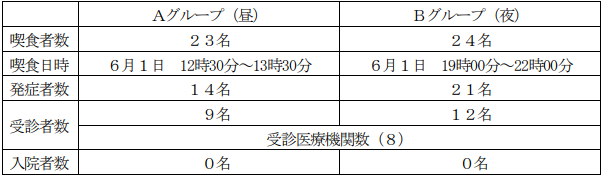 Ａグループ（昼） Ｂグループ（夜）
喫食者数 ２３名 ２４名
喫食日時 ６月１日　12時30分～13時30分 ６月１日　19時00分～22時00分
発症者数 １４名 ２１名
受診者数 ９名 １２名
受診医療機関数（８）
入院者数 ０名 ０名